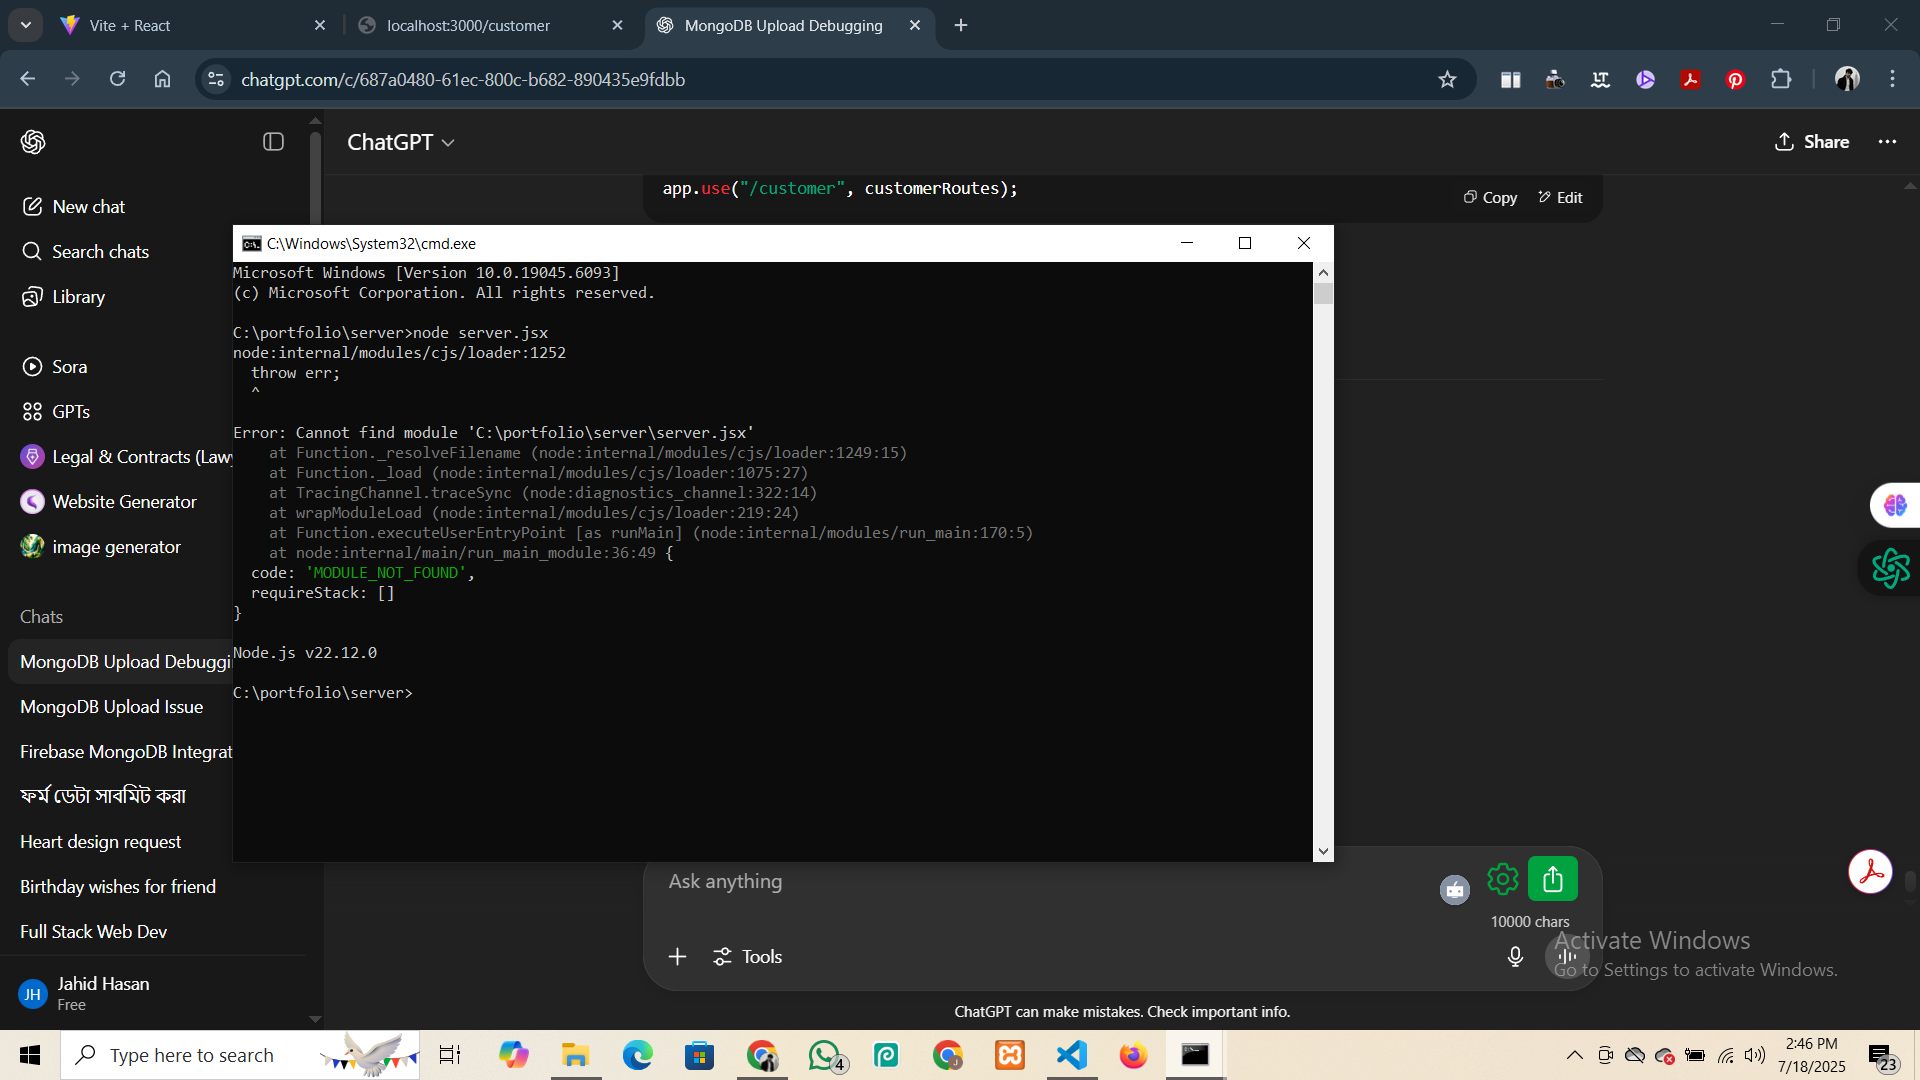 Vite + React
localhost:3000/customer
MongoDB Upload Debugging
chatgpt.com/c/687a0480-61ec-800c-b682-890435e9fdbb
ChatGPT
Share
New chat
Search chats
Library
Sora
GPTs
Legal & Contracts (Law
Website Generator
image generator
Chats
MongoDB Upload Debuggi
MongoDB Upload Issue
Firebase MongoDB Integrat
ফর্ম ডেটা সাবমিট করা
Heart design request
Birthday wishes for friend
Full Stack Web Dev
JH
Jahid Hasan
Free
app.use("/customer", customerRoutes);
Copy
Edit
C:\Windows\System32\cmd.exe
Microsoft Windows [Version 10.0.19045.6093]
(c) Microsoft Corporation. All rights reserved.
C:\portfolio\server>node server.jsx
node:internal/modules/cjs/loader:1252
throw err;
^
Error: Cannot find module 'C:\portfolio\server\server.jsx'
at Function._resolveFilename (node:internal/modules/cjs/loader:1249:15)
at Function._load (node:internal/modules/cjs/loader:1075:27)
at TracingChannel.traceSync (node:diagnostics_channel:322:14)
at wrapModuleLoad (node:internal/modules/cjs/loader:219:24)
at Function.executeUserEntryPoint [as runMain] (node:internal/modules/run_main:170:5)
at node:internal/main/run_main_module:36:49 {
code: 'MODULE_NOT_FOUND',
requireStack: []
}
Node.js v22.12.0
C:\portfolio\server>
Ask anything
10000 chars
Tools
Activate Windows
Go to Settings to activate Windows.
ChatGPT can make mistakes. Check important info.
Type here to search
4
2:46 PM
7/18/2025
23